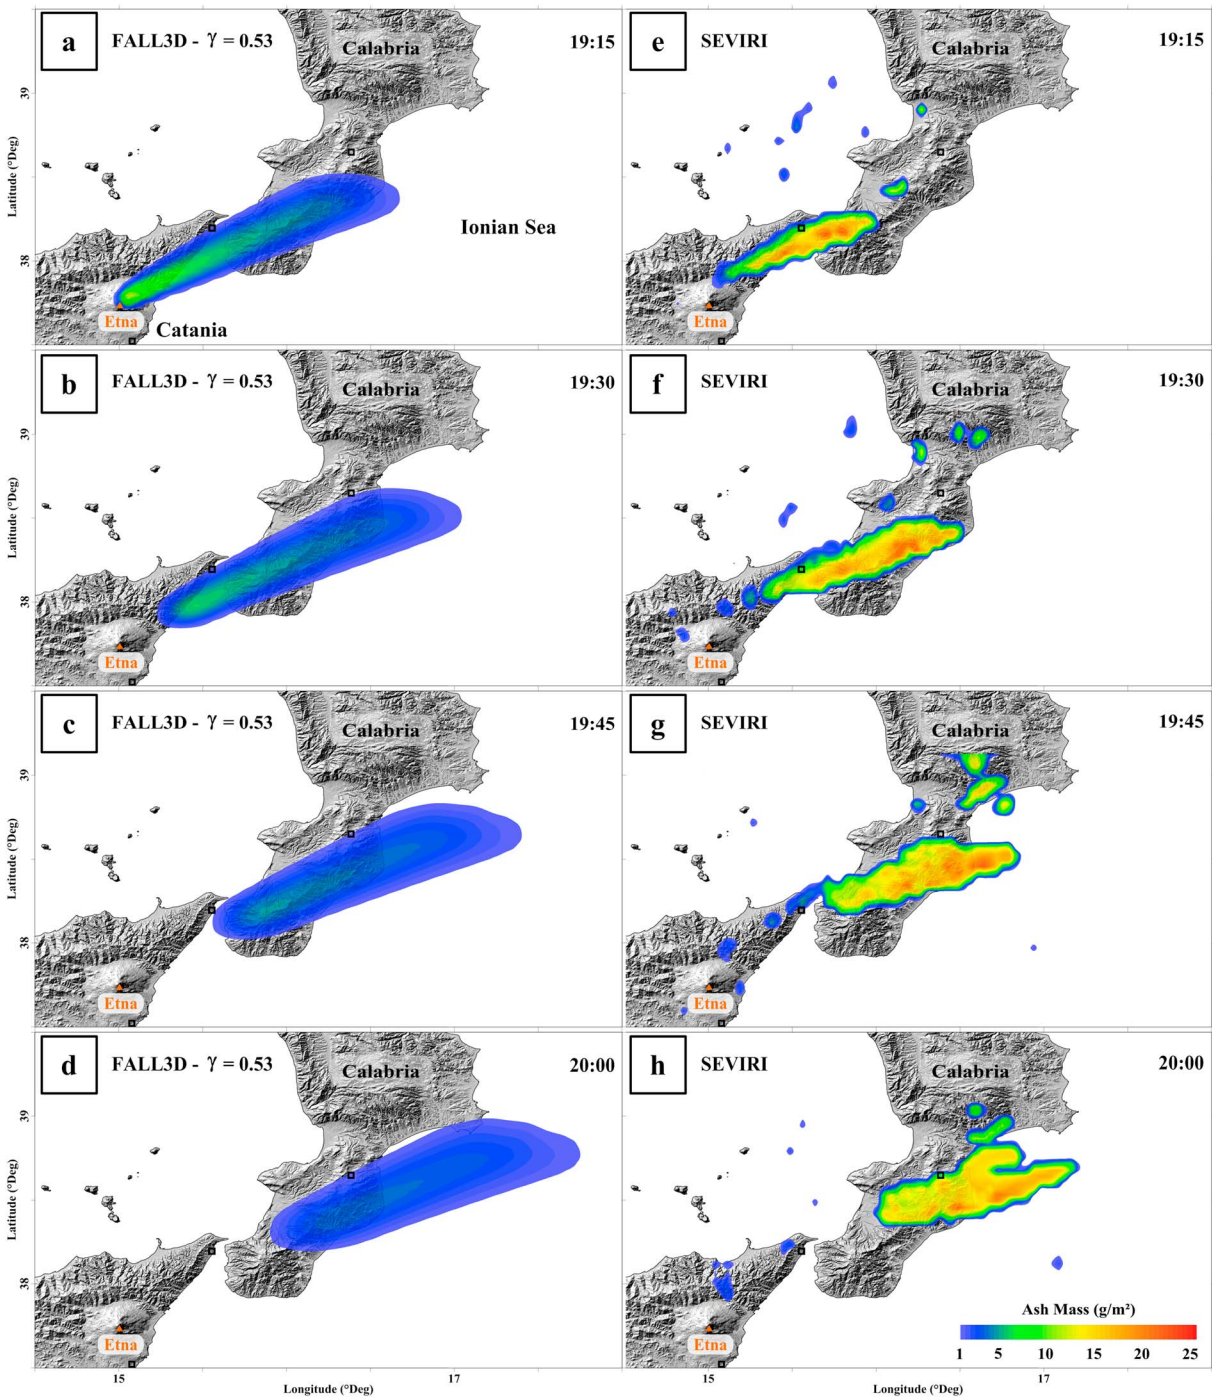 a
FALL3D - γ = 0.53
Calabria
19:15
39
Latitude (°Deg)
38
Ionian Sea
Etna
Catania
e
SEVIRI
Calabria
19:15
Etna
b
FALL3D - γ = 0.53
Calabria
19:30
39
Latitude (°Deg)
38
Etna
f
SEVIRI
Calabria
19:30
Etna
c
FALL3D - γ = 0.53
Calabria
19:45
39
Latitude (°Deg)
38
Etna
g
SEVIRI
Calabria
19:45
Etna
d
FALL3D - γ = 0.53
Calabria
20:00
39
Latitude (°Deg)
38
Etna
15
17
Longitude (°Deg)
h
SEVIRI
Calabria
20:00
Etna
Ash Mass (g/m²)
1 5 10 15 20 25
15
17
Longitude (°Deg)